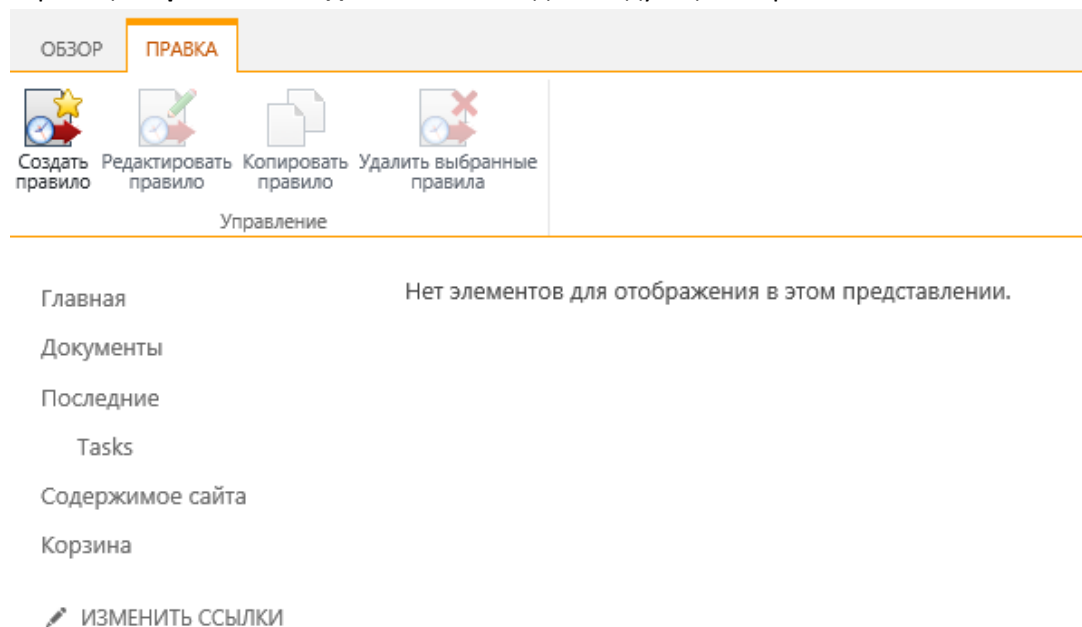 ОБЗОР ПРАВКА
Создать Редактировать Копировать Удалить выбранные
правило правило правило правила
Управление
Главная
Нет элементов для отображения в этом представлении.
Документы
Последние
Tasks
Содержимое сайта
Корзина
ИЗМЕНИТЬ ССЫЛКИ